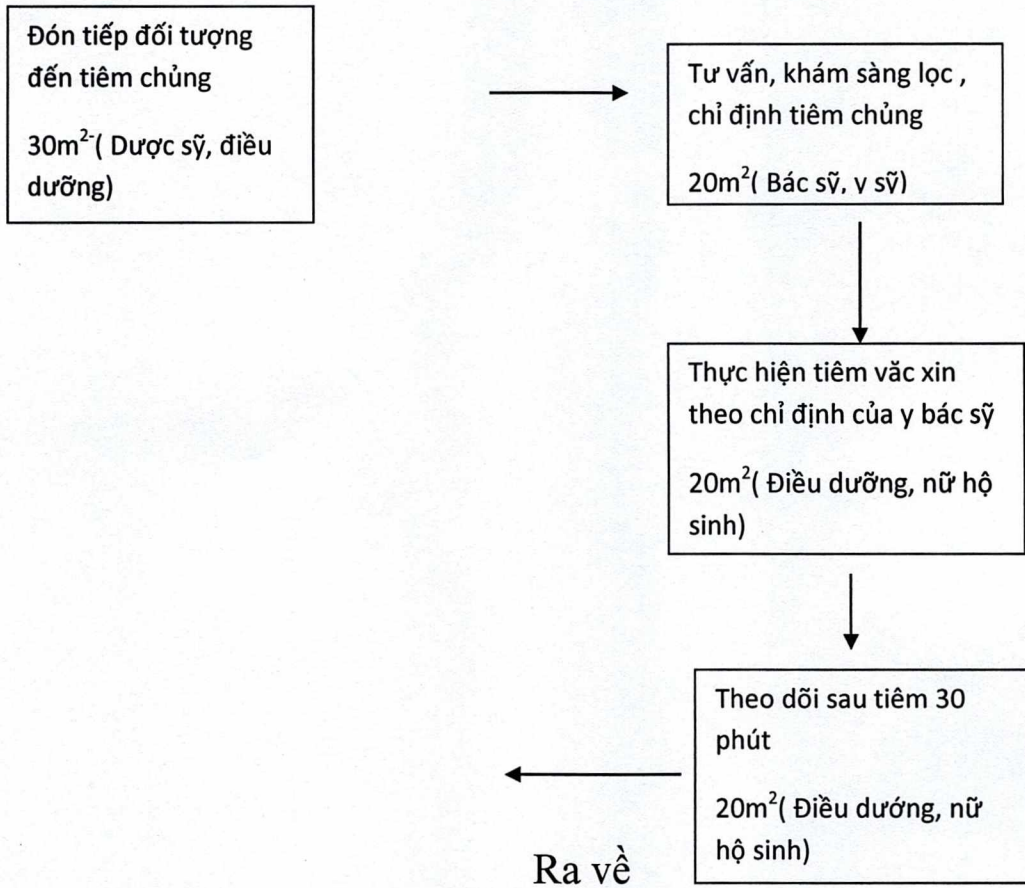 Đón tiếp đối tượng
đến tiêm chủng
30m²⁻( Dược sỹ, điều
dưỡng)
Tư vấn, khám sàng lọc ,
chỉ định tiêm chủng
20m²( Bác sỹ, y sỹ)
Thực hiện tiêm văc xin
theo chỉ định của y bác sỹ
20m²( Điều dưỡng, nữ hộ
sinh)
Theo dõi sau tiêm 30
phút
20m²( Điều dướng, nữ
hộ sinh)
Ra về